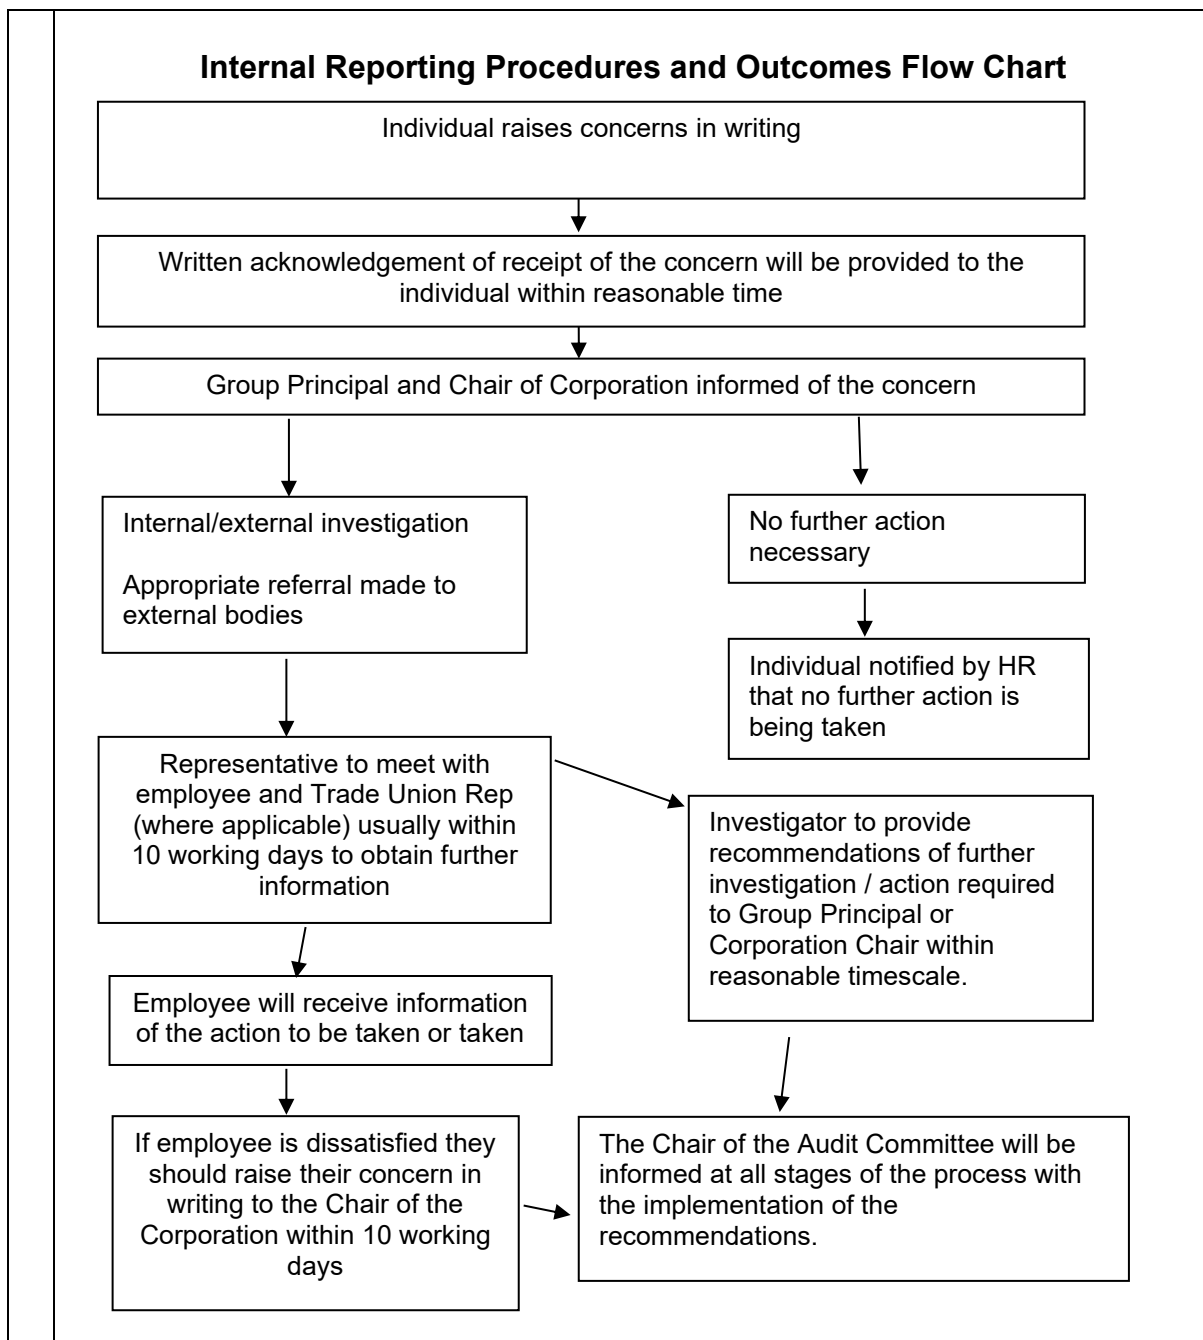 Internal Reporting Procedures and Outcomes Flow Chart
Individual raises concerns in writing
Written acknowledgement of receipt of the concern will be provided to the
individual within reasonable time
Group Principal and Chair of Corporation informed of the concern
Internal/external investigation
Appropriate referral made to
external bodies
No further action
necessary
Individual notified by HR
that no further action is
being taken
Representative to meet with
employee and Trade Union Rep
(where applicable) usually within
10 working days to obtain further
information
Investigator to provide
recommendations of further
investigation / action required
to Group Principal or
Corporation Chair within
reasonable timescale.
Employee will receive information
of the action to be taken or taken
If employee is dissatisfied they
should raise their concern in
writing to the Chair of the
Corporation within 10 working
days
The Chair of the Audit Committee will be
informed at all stages of the process with
the implementation of the
recommendations.